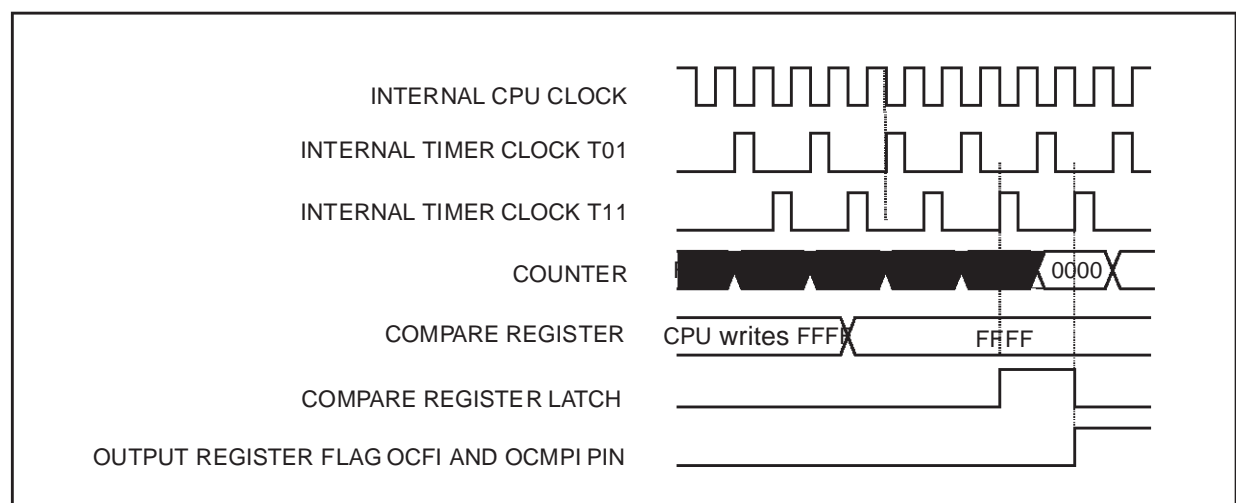 INTERNAL CPU CLOCK
INTERNAL TIMER CLOCK T01
INTERNAL TIMER CLOCK T11
COUNTER 0000
COMPARE REGISTER CPU writes FFFF FFFF
COMPARE REGISTER LATCH
OUTPUT REGISTER FLAG OCFI AND OCMPI PIN